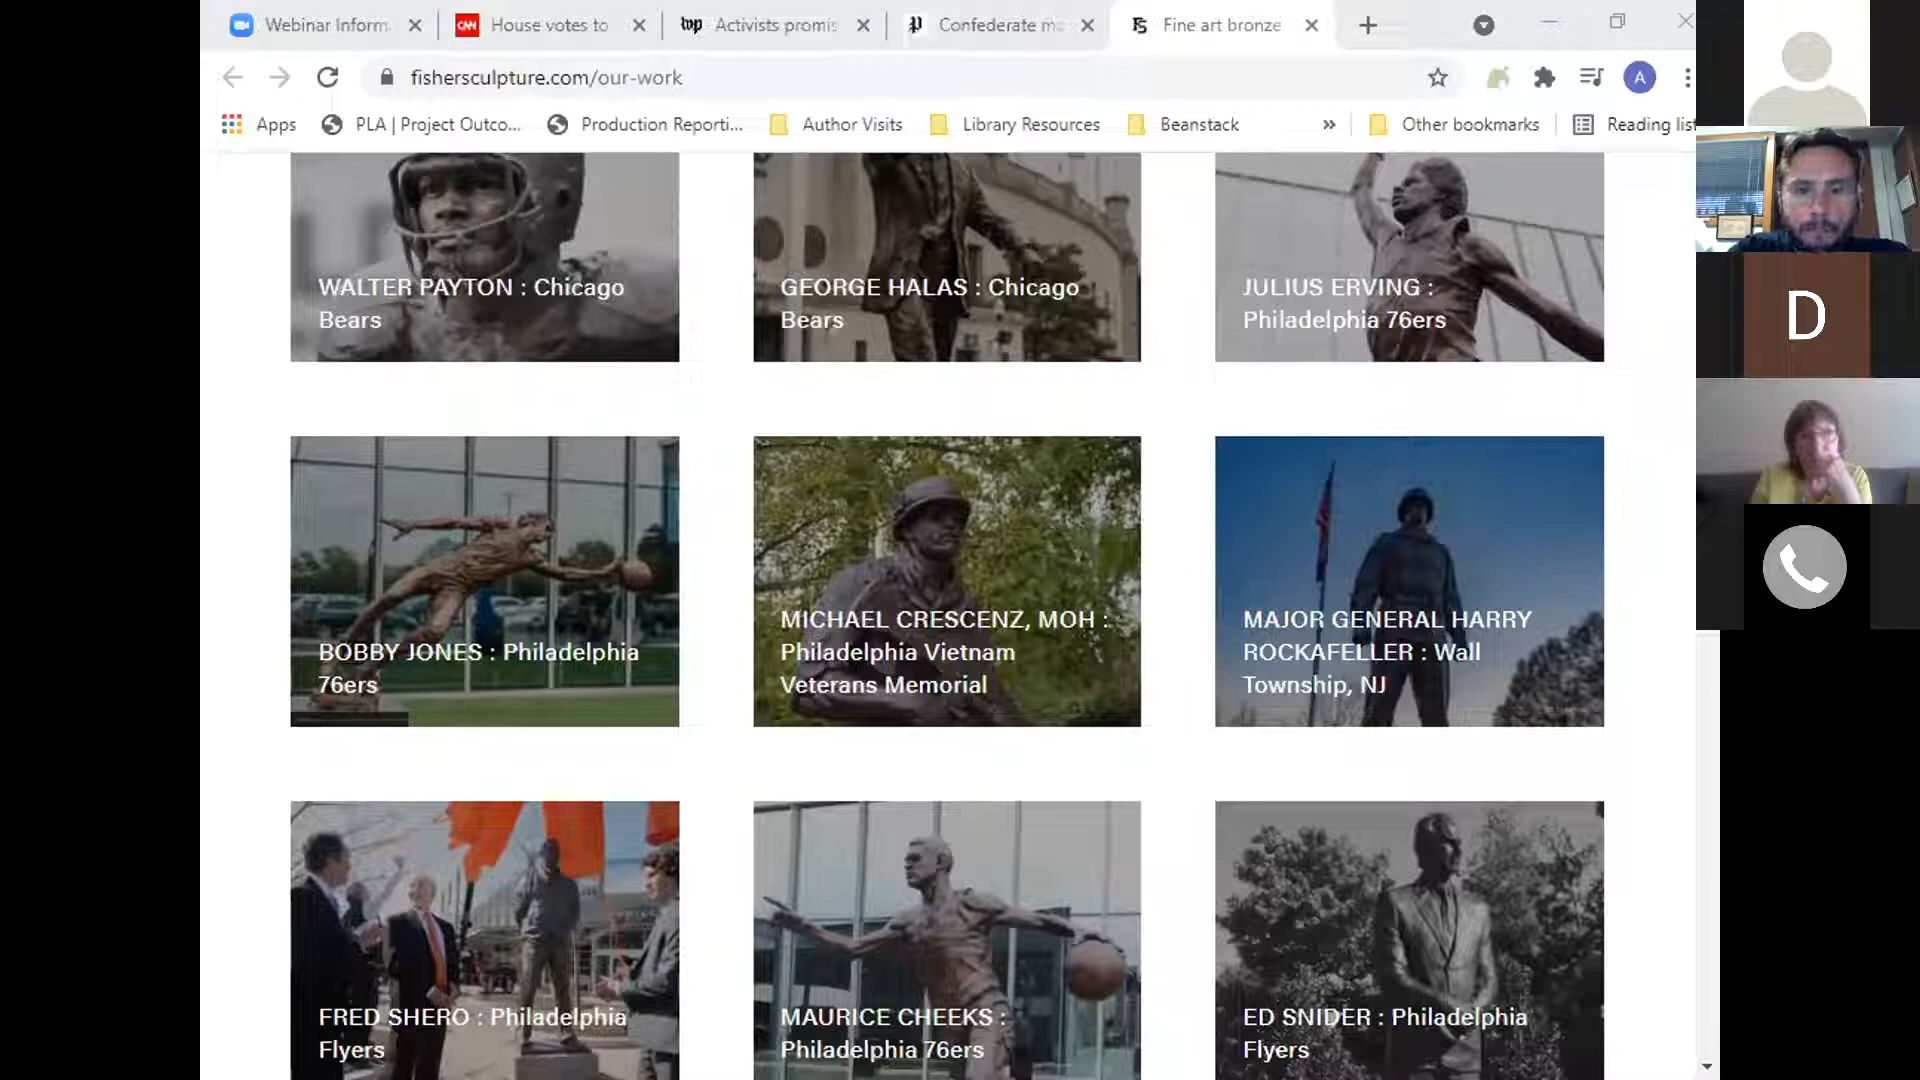 Webinar Inform
CNN House votes to
wp Activists promis
Confederate m
Fine art bronze
fishersculpture.com/our-work
A
Apps
PLA | Project Outco...
Production Reporti...
Author Visits
Library Resources
Beanstack
»
Other bookmarks
Reading list
WALTER PAYTON : Chicago
Bears
GEORGE HALAS : Chicago
Bears
JULIUS ERVING :
Philadelphia 76ers
D
BOBBY JONES : Philadelphia
76ers
MICHAEL CRESCENZ, MOH :
Philadelphia Vietnam
Veterans Memorial
MAJOR GENERAL HARRY
ROCKAFELLER : Wall
Township, NJ
FRED SHERO : Philadelphia
Flyers
MAURICE CHEEKS :
Philadelphia 76ers
ED SNIDER : Philadelphia
Flyers